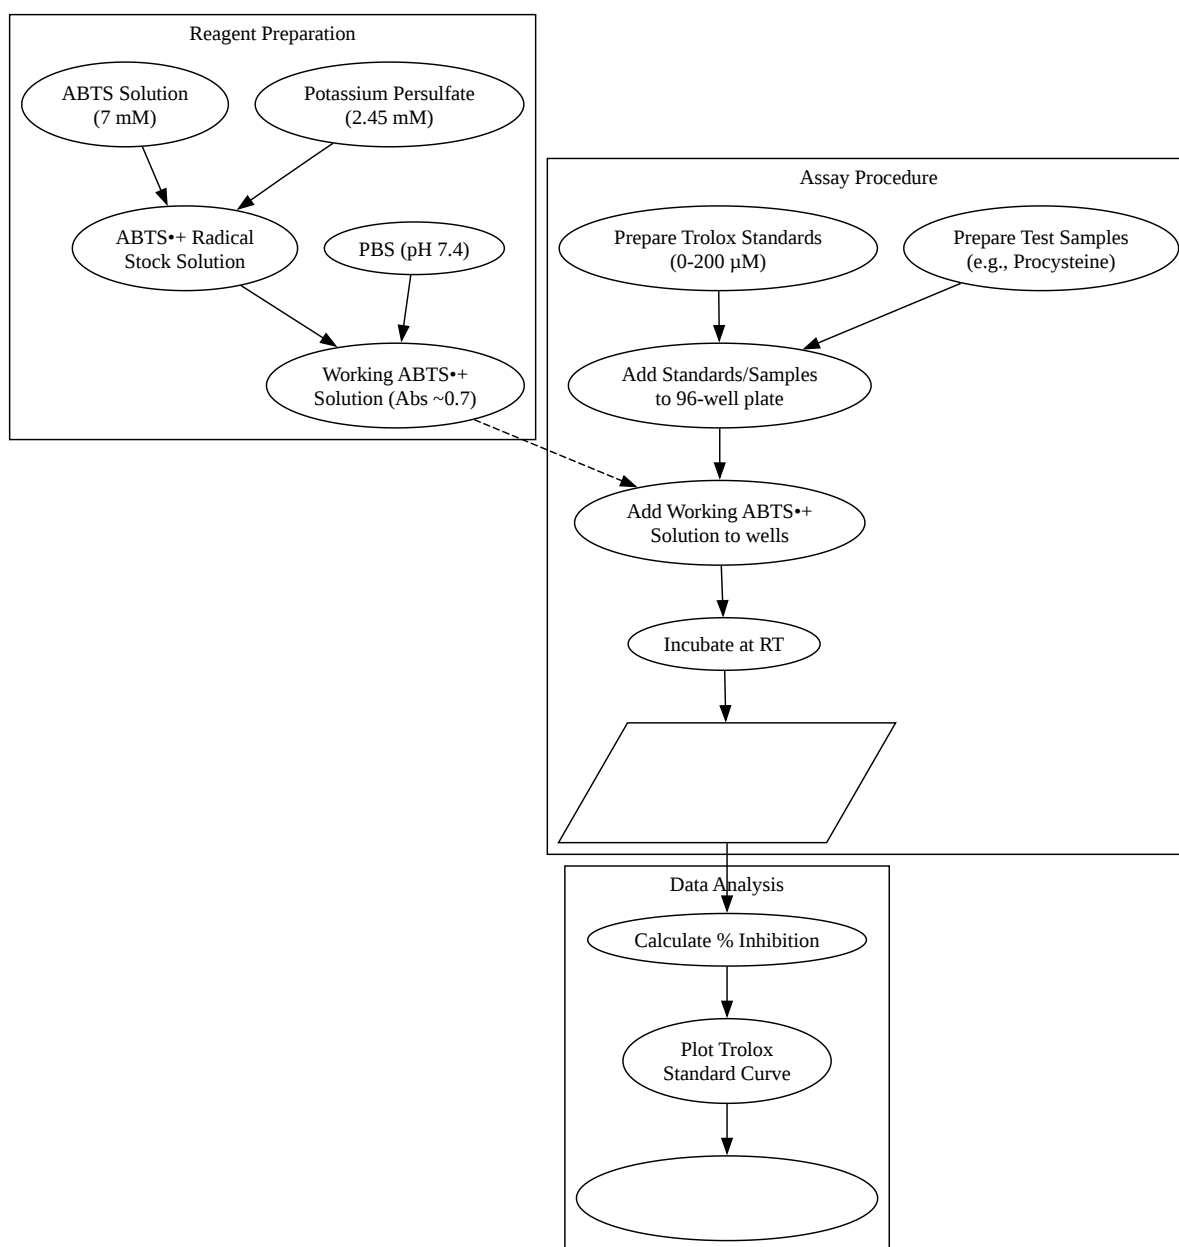 Reagent Preparation
ABTS Solution
(7 mM)
Potassium Persulfate
(2.45 mM)
ABTS•+ Radical
Stock Solution
PBS (pH 7.4)
Working ABTS•+
Solution (Abs ~0.7)
Assay Procedure
Prepare Trolox Standards
(0-200 µM)
Prepare Test Samples
(e.g., Procysteine)
Add Standards/Samples
to 96-well plate
Add Working ABTS•+
Solution to wells
Incubate at RT
Data Analysis
Calculate % Inhibition
Plot Trolox
Standard Curve